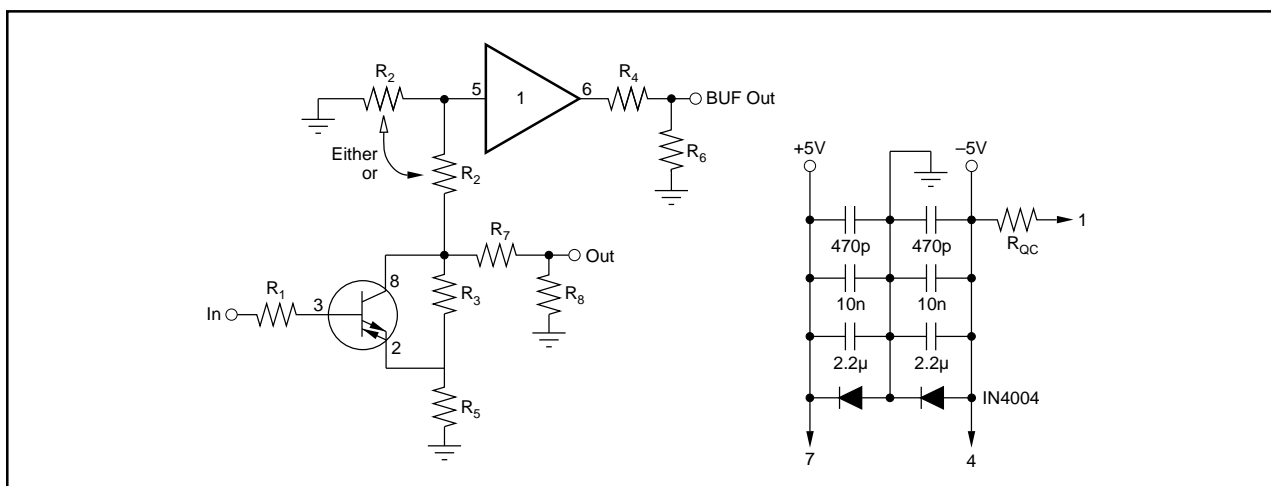 R2
5
1
6
R4
BUF Out
R6
Either
or
R2
R7
Out
8
R3
R8
In
R1
3
2
R5
+5V
–5V
470p
470p
RQC
1
10n
10n
2.2µ
2.2µ
IN4004
7
4